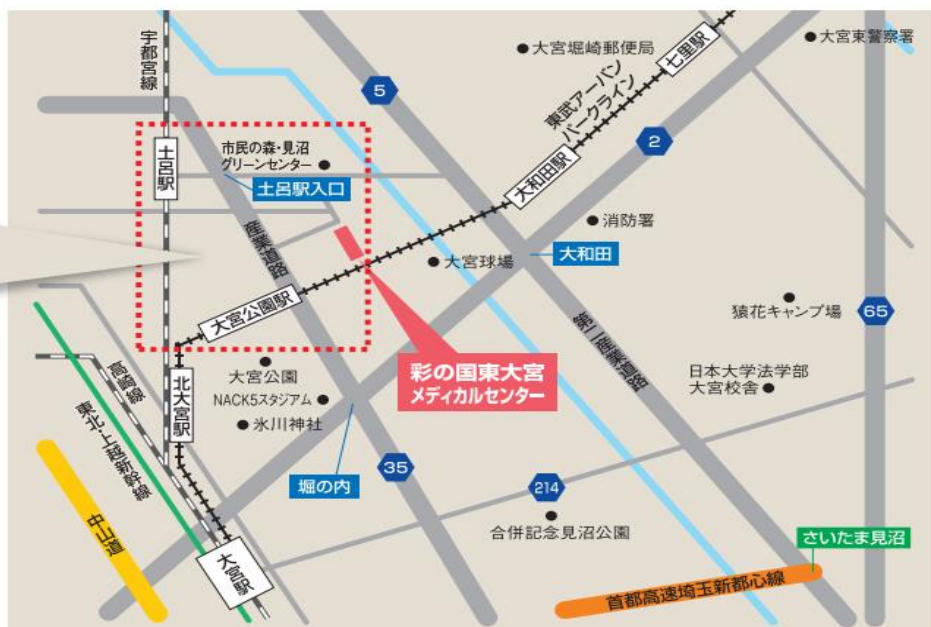 宇都宮線
大宮堀崎郵便局
七里駅
大宮東警察署
5
東武アーバン
パークライン
2
土呂駅
市民の森・見沼
グリーンセンター
土呂駅入口
大和田駅
消防署
産業道路
大宮球場
大和田
大宮公園駅
猿花キャンプ場
65
第二産業道路
彩の国東大宮
メディカルセンター
大宮公園
NACK5スタジアム
氷川神社
日本大学法学部
大宮校舎
高崎線
北大宮駅
東北・上越新幹線
堀の内
35
214
合併記念見沼公園
中山道
大宮駅
さいたま見沼
首都高速埼玉新都心線